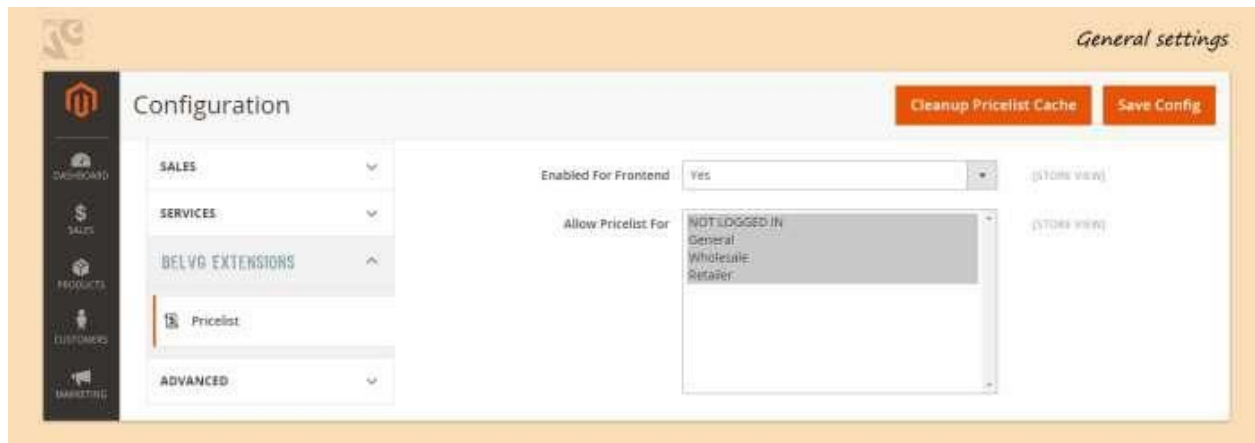 General settings
Configuration
Cleanup Pricelist Cache
Save Config
DASHBOARD
SALES
PRODUCTS
CUSTOMERS
MARKETING
SALES
SERVICES
BELVG EXTENSIONS
Pricelist
ADVANCED
Enabled For Frontend Yes [STORE VIEW]
Allow Pricelist For NOT LOGGED IN [STORE VIEW]
General
Wholesale
Retailer